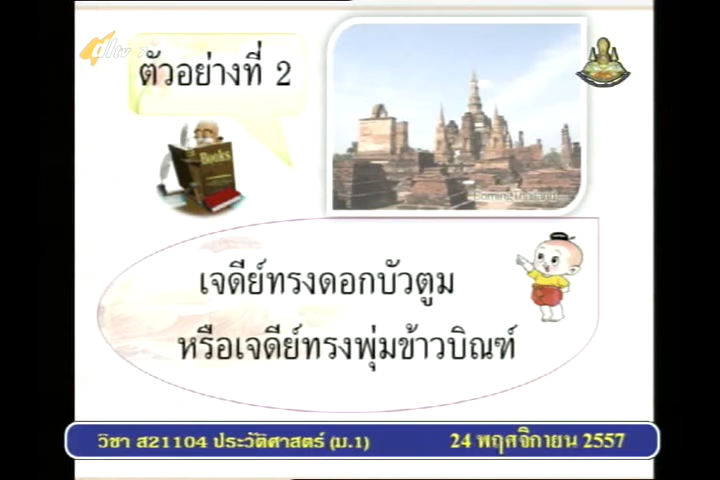 dltv
ตัวอย่างที่ 2
Books
เจดีย์ทรงดอกบัวตูม
หรือเจดีย์ทรงพุ่มข้าวบิณฑ์
วิชา ส21104 ประวัติศาสตร์ (ม.1)
24 พฤศจิกายน 2557